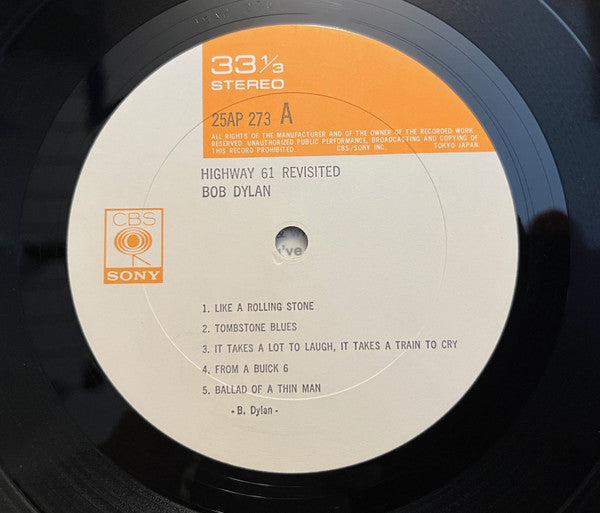 33 1/3
STEREO
25AP 273 A
ALL RIGHTS OF THE MANUFACTURER AND OF THE OWNER OF THE RECORDED WORK
RESERVED. UNAUTHORIZED PUBLIC PERFORMANCE, BROADCASTING AND COPYING OF
THIS RECORD PROHIBITED. CBS/SONY INC. TOKYO JAPAN.
HIGHWAY 61 REVISITED
BOB DYLAN
CBS
SONY
've
1. LIKE A ROLLING STONE
2. TOMBSTONE BLUES
3. IT TAKES A LOT TO LAUGH, IT TAKES A TRAIN TO CRY
4. FROM A BUICK 6
5. BALLAD OF A THIN MAN
- B. Dylan -